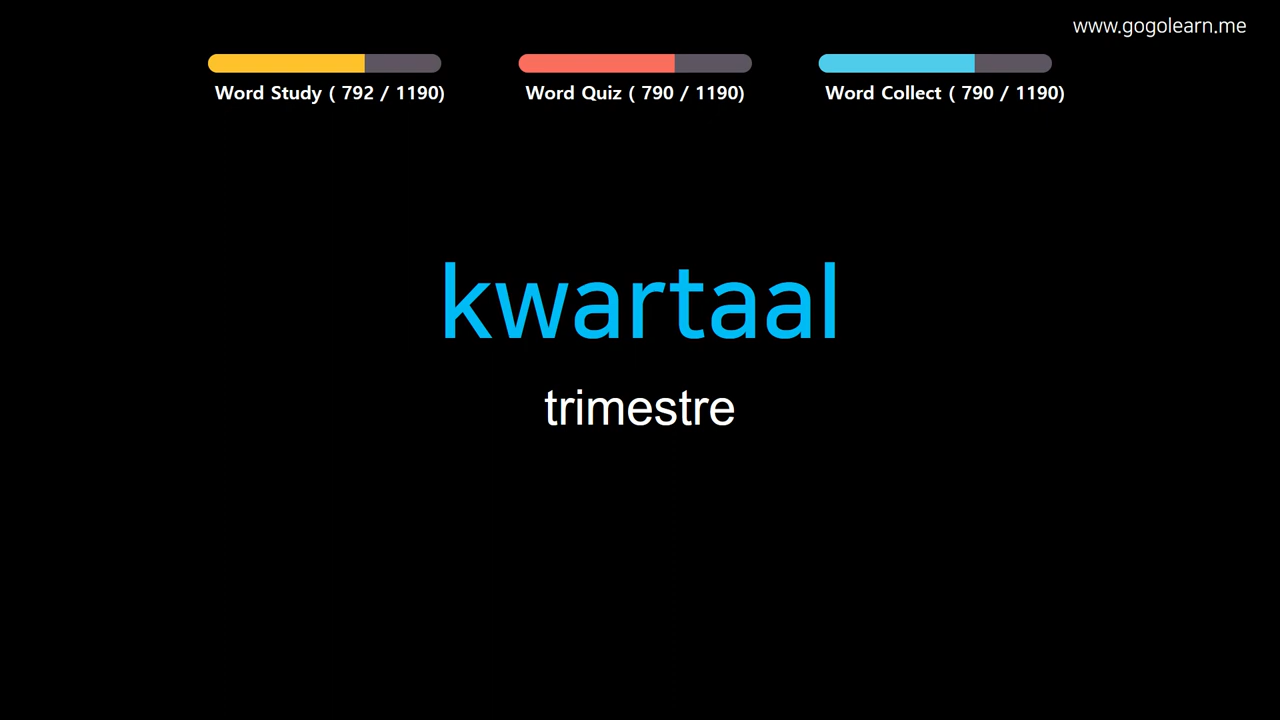 www.gogolearn.me
Word Study ( 792 / 1190)
Word Quiz ( 790 / 1190)
Word Collect ( 790 / 1190)
kwartaal
trimestre